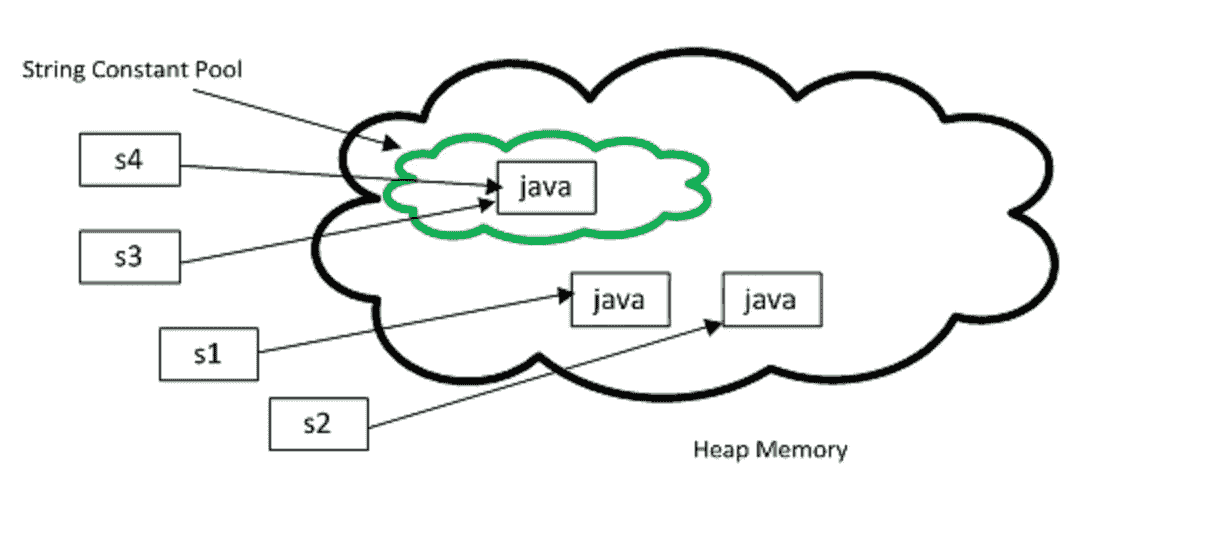 String Constant Pool
s4
java
s3
java
java
s1
s2
Heap Memory